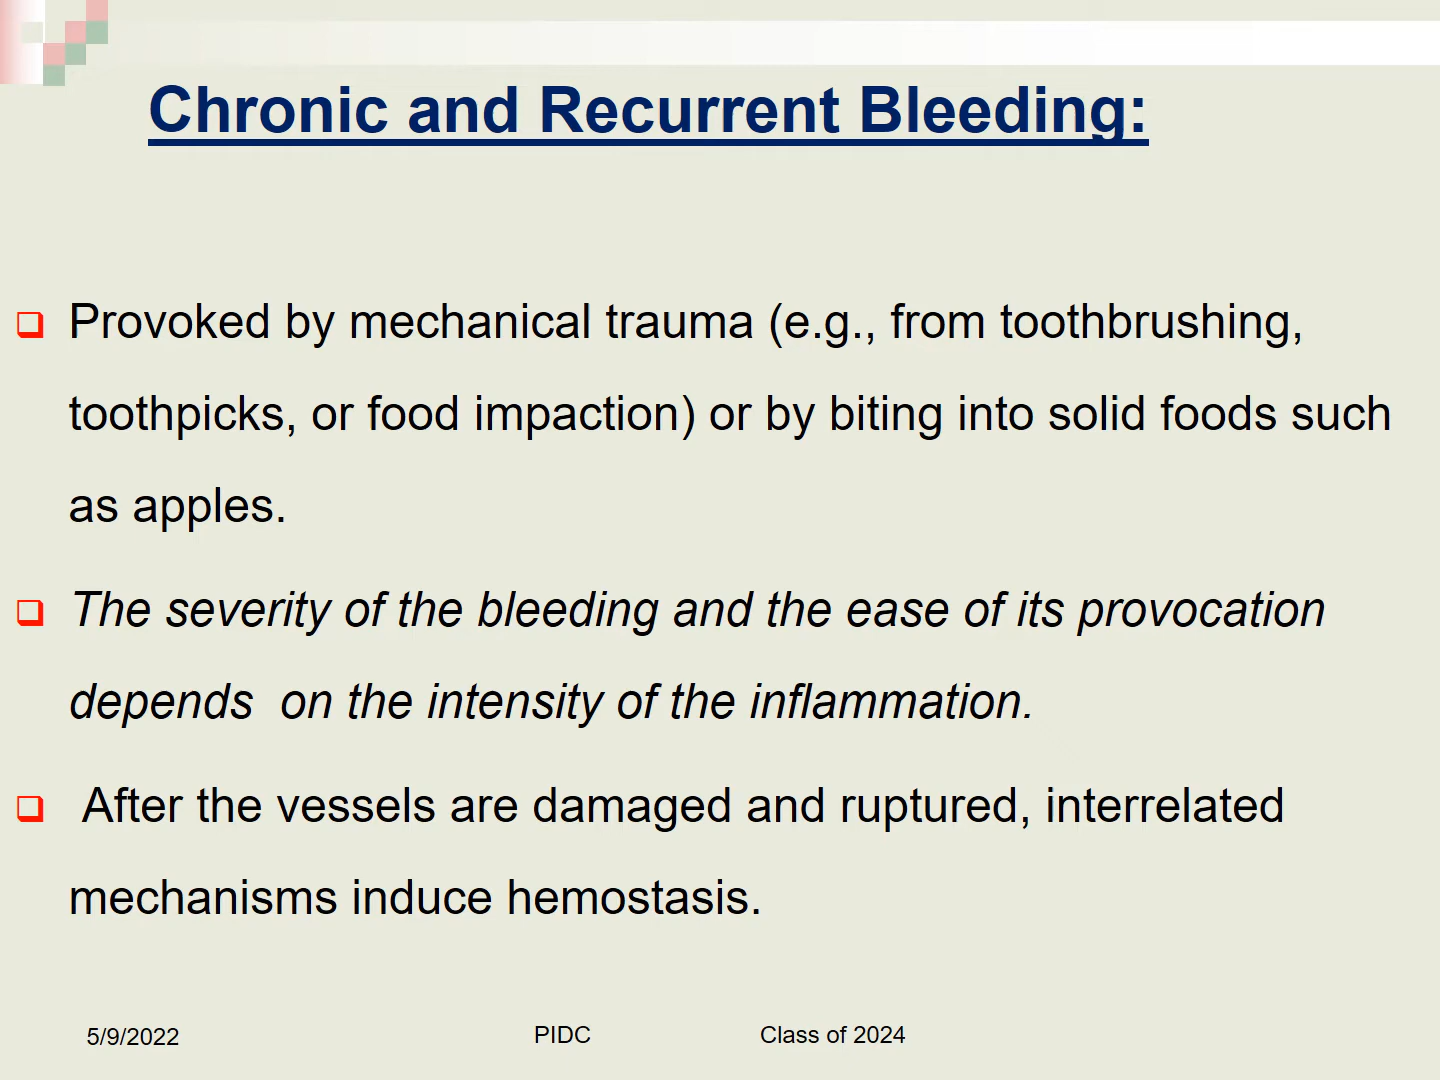 Chronic and Recurrent Bleeding:
Provoked by mechanical trauma (e.g., from toothbrushing,
toothpicks, or food impaction) or by biting into solid foods such
as apples.
The severity of the bleeding and the ease of its provocation
depends  on the intensity of the inflammation.
After the vessels are damaged and ruptured, interrelated
mechanisms induce hemostasis.
5/9/2022 PIDC Class of 2024